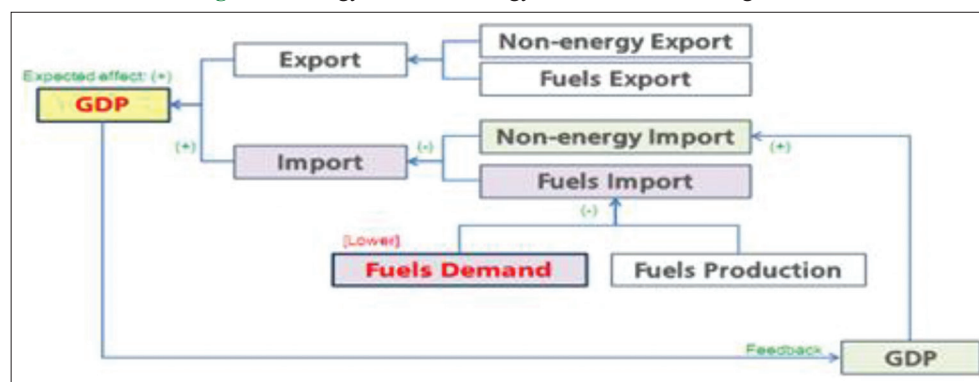 Non-energy Export
Export
Fuels Export
Expected effect: (+)
GDP
Non-energy Import
(+)
(-)
(+)
Import
Fuels Import
(-)
[Lower]
Fuels Demand
Fuels Production
Feedback
GDP